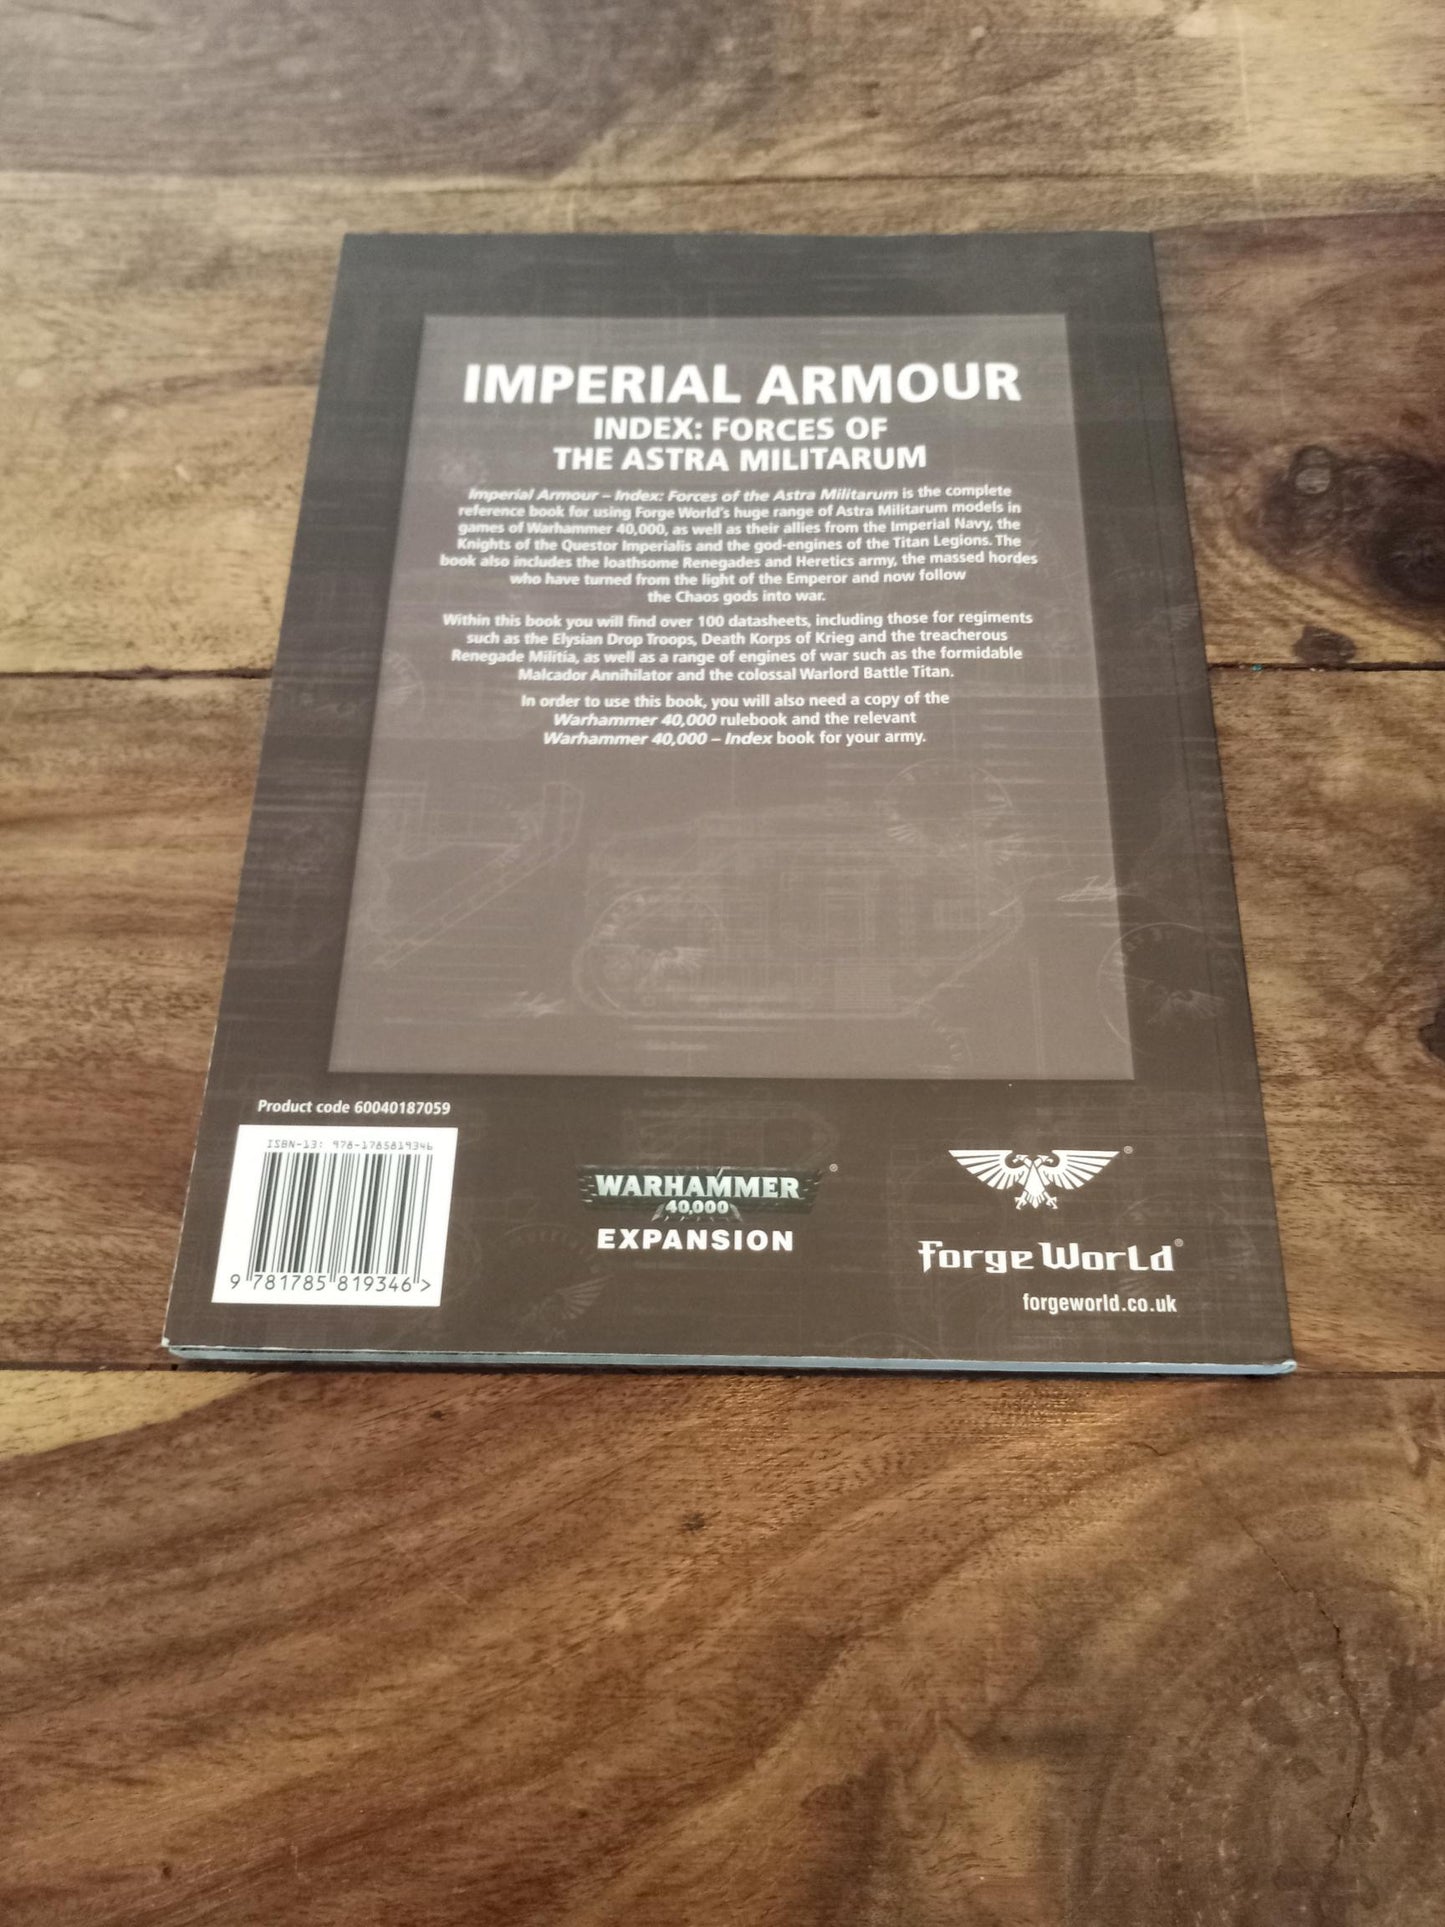 IMPERIAL ARMOUR
INDEX: FORCES OF
THE ASTRA MILITARUM
Imperial Armour – Index: Forces of the Astra Militarum is the complete
reference book for using Forge World's huge range of Astra Militarum models in
games of Warhammer 40,000, as well as their allies from the Imperial Navy, the
Knights of the Questor Imperialis and the god-engines of the Titan Legions. The
book also includes the loathsome Renegades and Heretics army, the massed hordes
who have turned from the light of the Emperor and now follow
the Chaos gods into war.
Within this book you will find over 100 datasheets, including those for regiments
such as the Elysian Drop Troops, Death Korps of Krieg and the treacherous
Renegade Militia, as well as a range of engines of war such as the formidable
Malcador Annihilator and the colossal Warlord Battle Titan.
In order to use this book, you will also need a copy of the
Warhammer 40,000 rulebook and the relevant
Warhammer 40,000 – Index book for your army.
Product code 60040187059
ISBN-13: 978-1785819346
9 781785 819346 >
WARHAMMER ®
40,000
EXPANSION
®
Forge World ®
forgeworld.co.uk